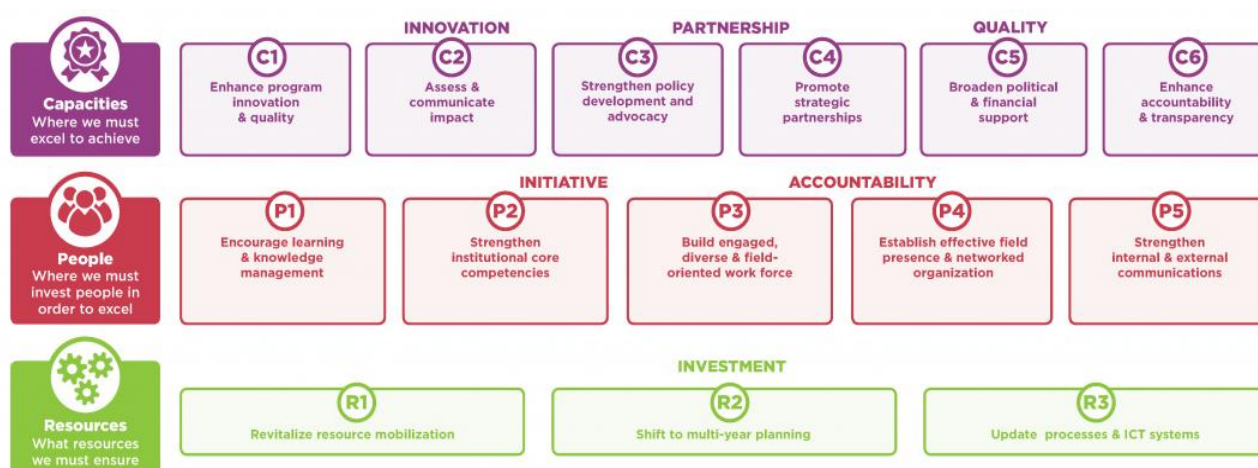 INNOVATION
PARTNERSHIP
QUALITY
Capacities
Where we must
excel to achieve
C1
Enhance program
innovation
& quality
C2
Assess &
communicate
impact
C3
Strengthen policy
development and
advocacy
C4
Promote
strategic
partnerships
C5
Broaden political
& financial
support
C6
Enhance
accountability
& transparency
INITIATIVE
ACCOUNTABILITY
People
Where we must
invest people in
order to excel
P1
Encourage learning
& knowledge
management
P2
Strengthen
institutional core
competencies
P3
Build engaged,
diverse & field-
oriented work force
P4
Establish effective field
presence & networked
organization
P5
Strengthen
internal & external
communications
INVESTMENT
Resources
What resources
we must ensure
R1
Revitalize resource mobilization
R2
Shift to multi-year planning
R3
Update processes & ICT systems